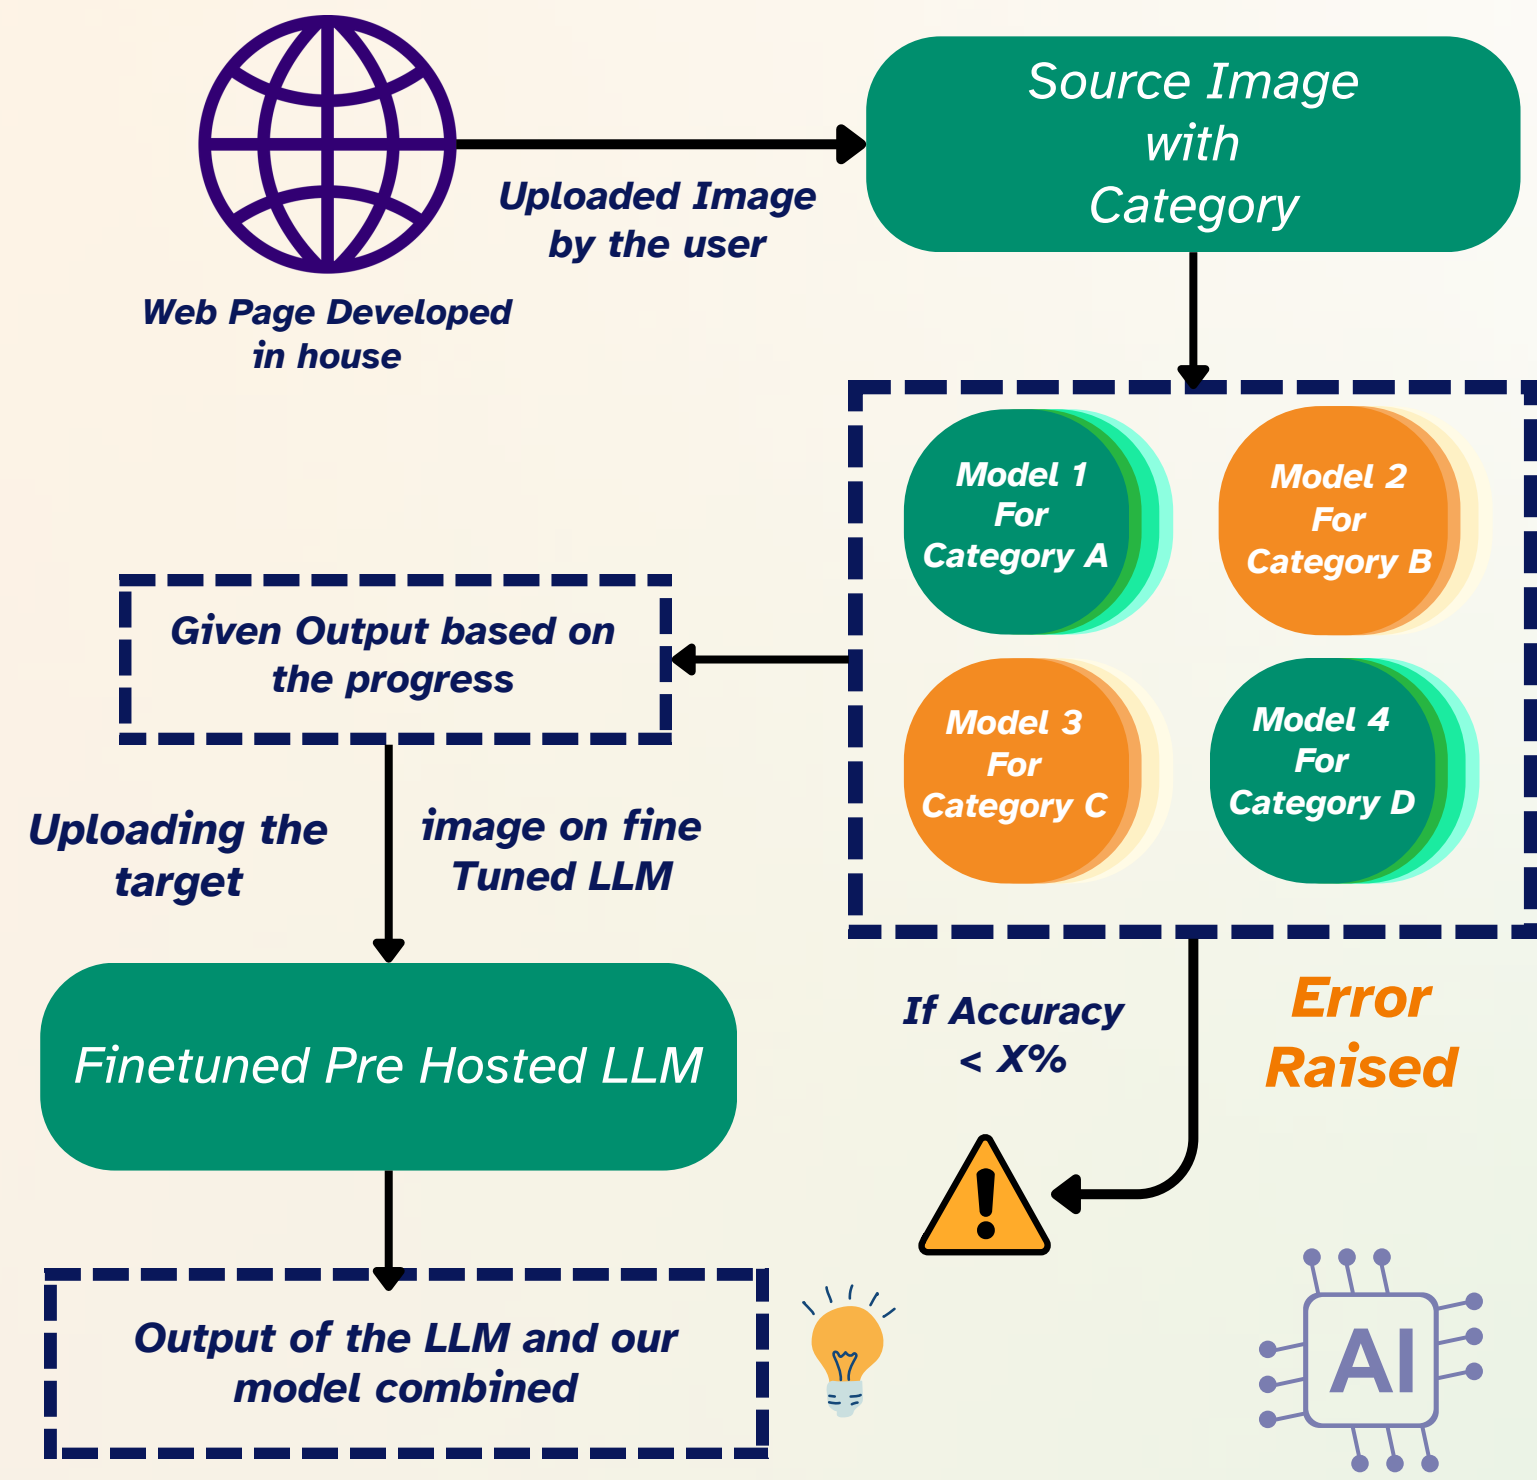 Source Image
with
Category
Uploaded Image
by the user
Web Page Developed
in house
Model 1
For
Category A
Model 2
For
Category B
Given Output based on
the progress
Model 3
For
Category C
Model 4
For
Category D
Uploading the
target
image on fine
Tuned LLM
Finetuned Pre Hosted LLM
If Accuracy
< X%
Error
Raised
Output of the LLM and our
model combined
AI